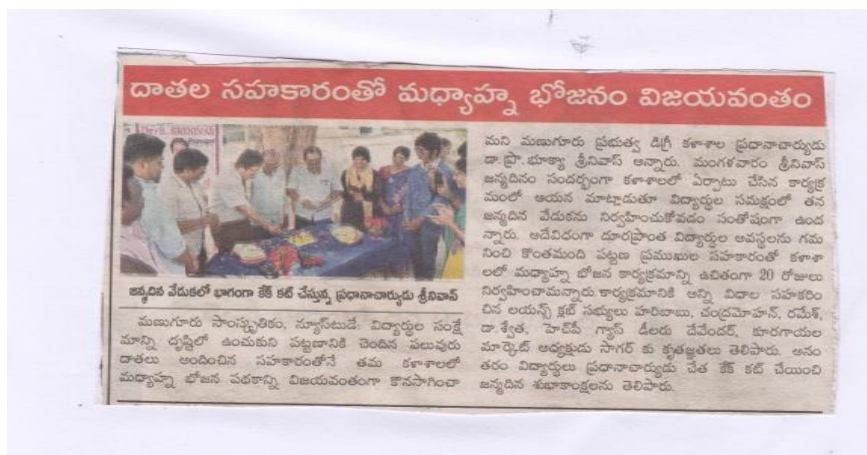 దాతల సహకారంతో మధ్యాహ్న భోజనం విజయవంతం
జన్మదిన వేడుకలో భాగంగా కేక్ కట్ చేస్తున్న ప్రధానాచార్యుడు శ్రీనివాస్
మణుగూరు సాంస్కృతికం, న్యూస్‌టుడే: విద్యార్థుల సంక్షే
మాన్ని దృష్టిలో ఉంచుకుని పట్టణానికి చెందిన పలువురు
దాతలు అందించిన సహకారంతోనే తమ కళాశాలలో
మధ్యాహ్న భోజన పథకాన్ని విజయవంతంగా కొనసాగించా
మని మణుగూరు ప్రభుత్వ డిగ్రీ కళాశాల ప్రధానాచార్యుడు
డా.ప్రొ.భూక్యా శ్రీనివాస్ అన్నారు. మంగళవారం శ్రీనివాస్
జన్మదినం సందర్భంగా కళాశాలలో ఏర్పాటు చేసిన కార్యక్ర
మంలో ఆయన మాట్లాడుతూ విద్యార్థుల సమక్షంలో తన
జన్మదిన వేడుకను నిర్వహించుకోవడం సంతోషంగా ఉంద
న్నారు. అదేవిధంగా దూరప్రాంత విద్యార్థుల అవస్థలను గమ
నించి కొంతమంది పట్టణ ప్రముఖుల సహకారంతో కళాశా
లలో మధ్యాహ్న భోజన కార్యక్రమాన్ని ఉచితంగా 20 రోజులు
నిర్వహించామన్నారు.కార్యక్రమానికి అన్ని విధాల సహకరిం
చిన లయన్స్ క్లబ్ సభ్యులు హరిబాబు, చంద్రమోహన్, రమేశ్,
డా.శ్వేత, హెచ్‌పీ గ్యాస్ డీలరు దేవేందర్, కూరగాయల
మార్కెట్ అధ్యక్షుడు సాగర్ కు కృతజ్ఞతలు తెలిపారు. అనం
తరం విద్యార్థులు ప్రధానాచార్యుడు చేత కేక్ కట్ చేయించి
జన్మదిన శుభాకాంక్షలను తెలిపారు.